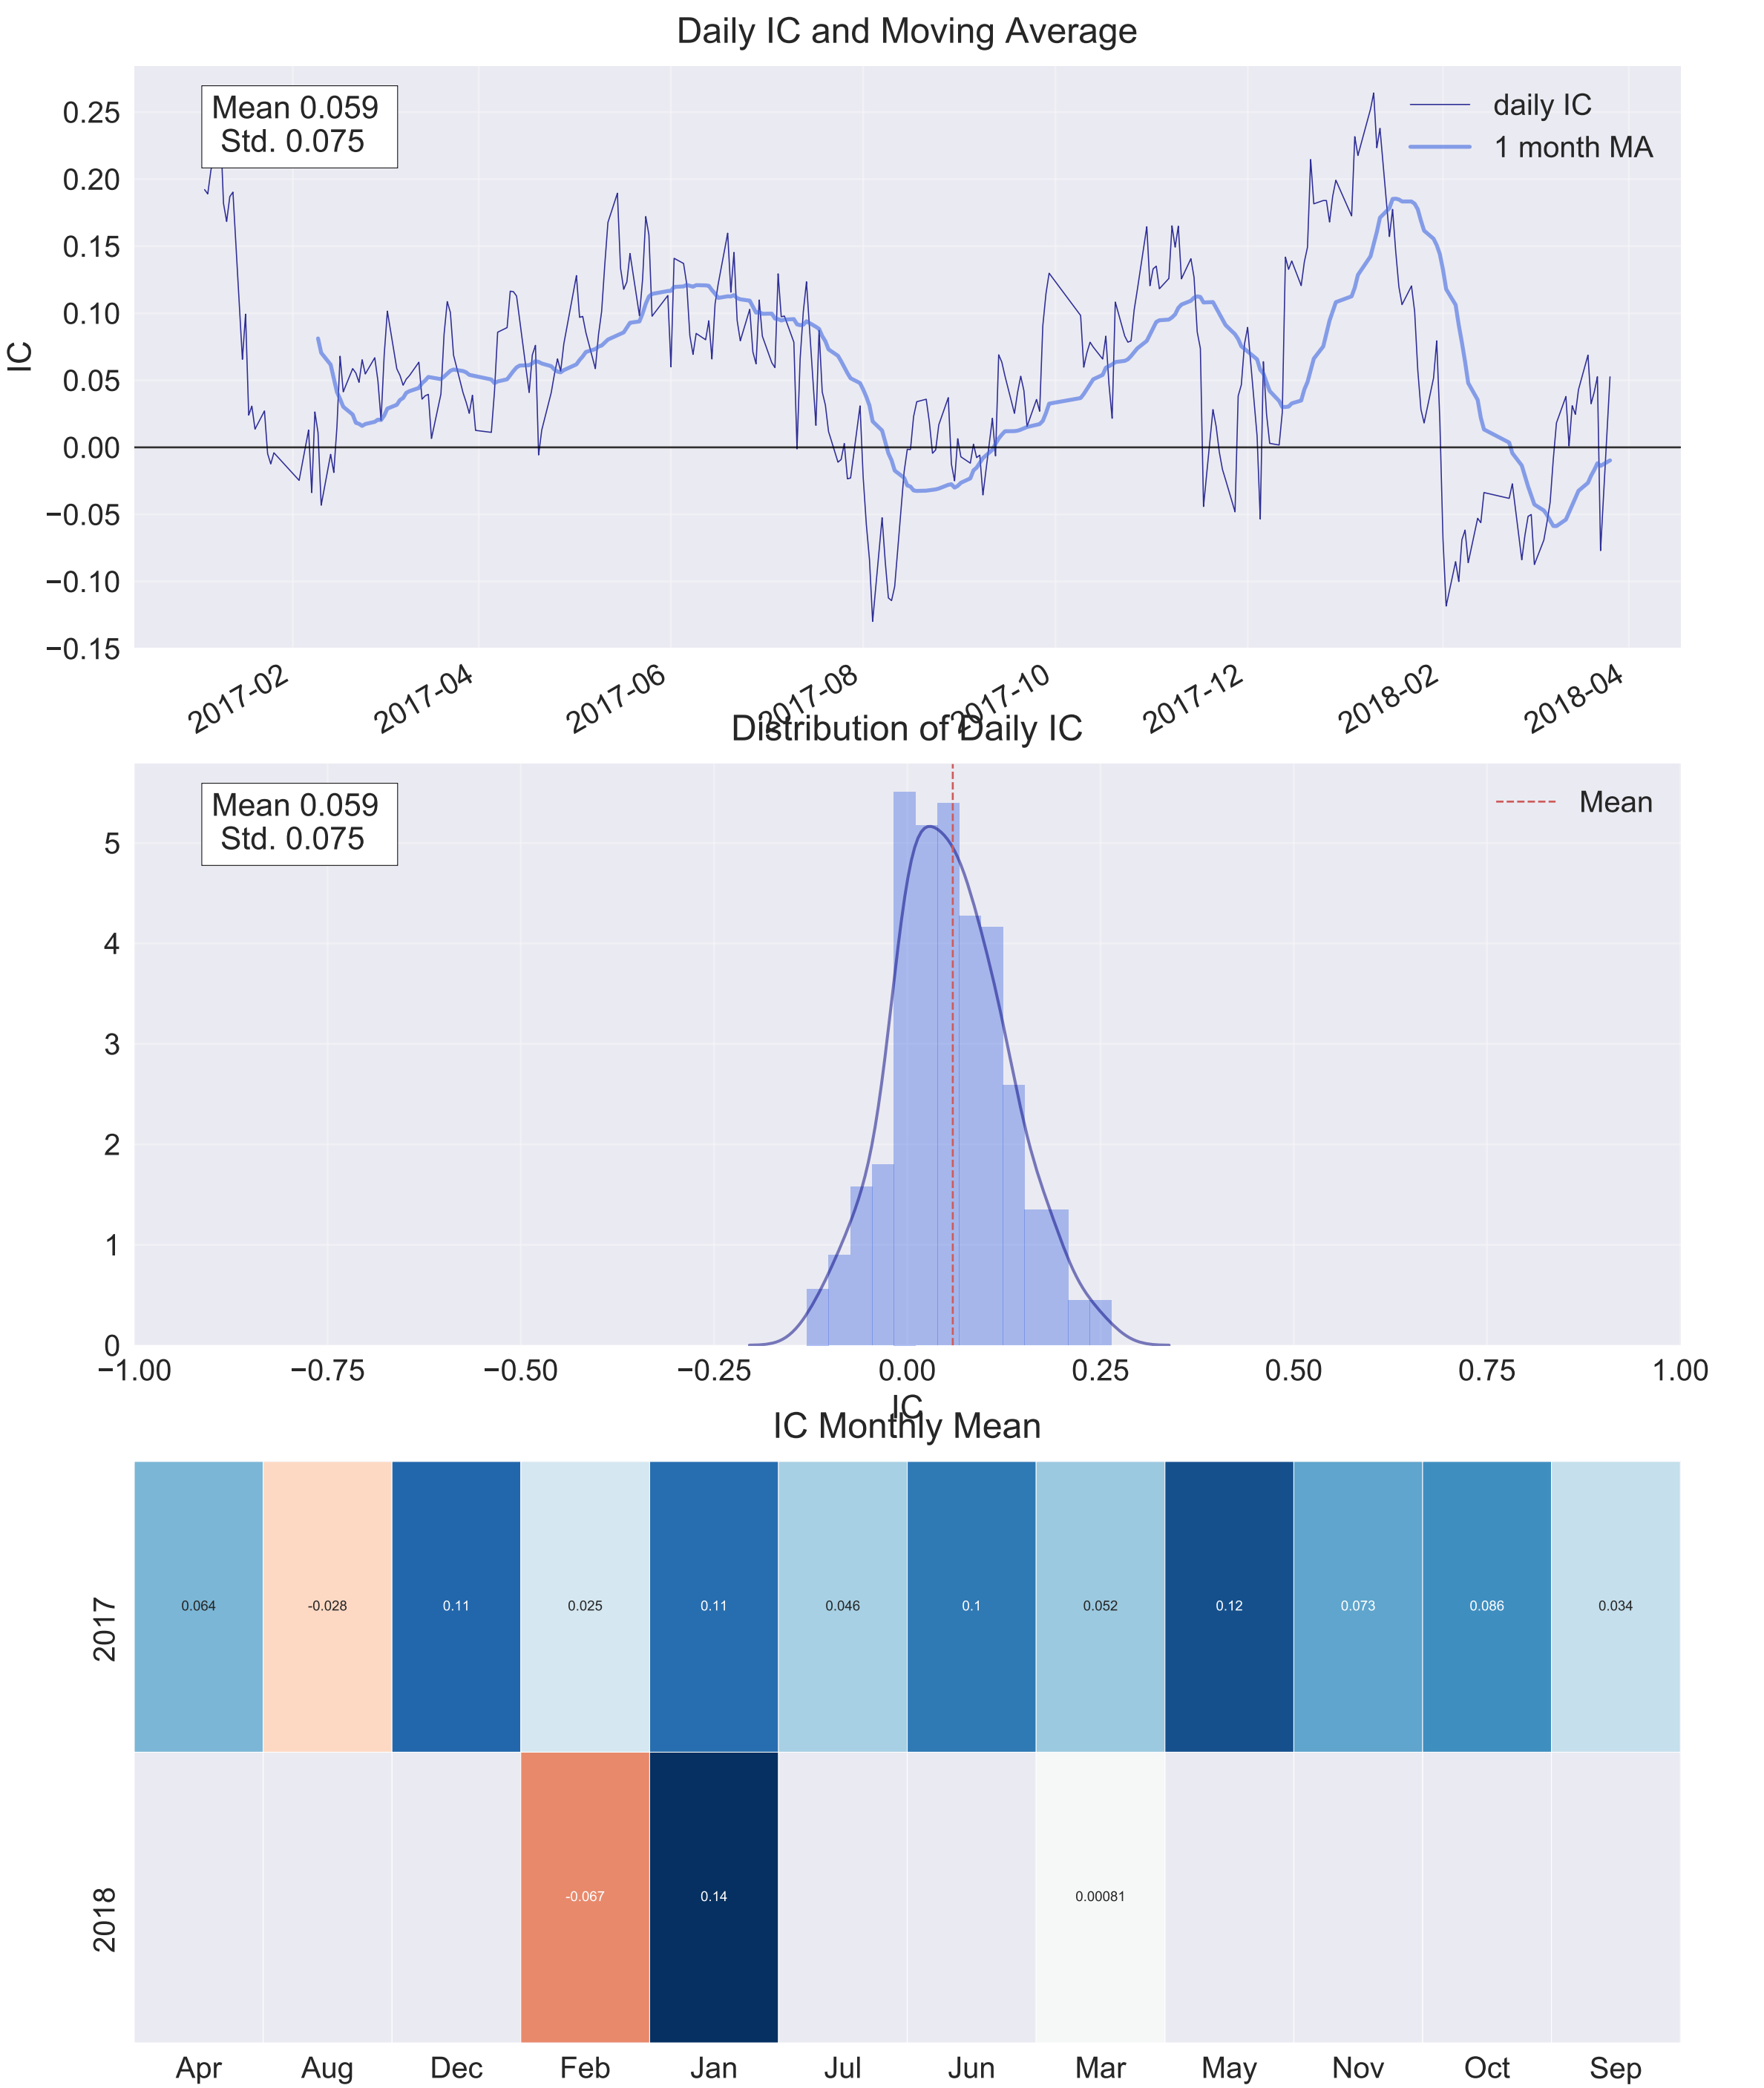 Daily IC and Moving Average
Mean 0.059
Std. 0.075
daily IC
1 month MA
IC
0.25
0.20
0.15
0.10
0.05
0.00
−0.05
−0.10
−0.15
2017-02 2017-04 2017-06 2017-08 2017-10 2017-12 2018-02 2018-04
Distribution of Daily IC
Mean 0.059
Std. 0.075
Mean
5
4
3
2
1
0
−1.00 −0.75 −0.50 −0.25 0.00 0.25 0.50 0.75 1.00
IC
IC Monthly Mean
2017
0.064 -0.028 0.11 0.025 0.11 0.046 0.1 0.052 0.12 0.073 0.086 0.034
2018
-0.067 0.14 0.00081
Apr Aug Dec Feb Jan Jul Jun Mar May Nov Oct Sep